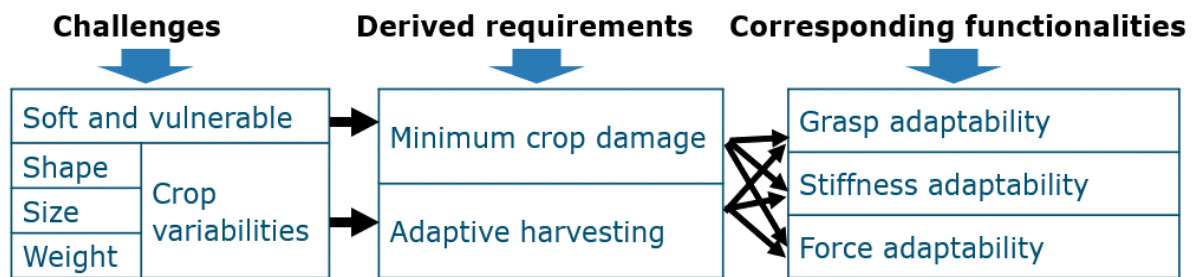 Challenges
Derived requirements
Corresponding functionalities
Soft and vulnerable
Shape
Size
Weight
Crop
variabilities
Minimum crop damage
Adaptive harvesting
Grasp adaptability
Stiffness adaptability
Force adaptability